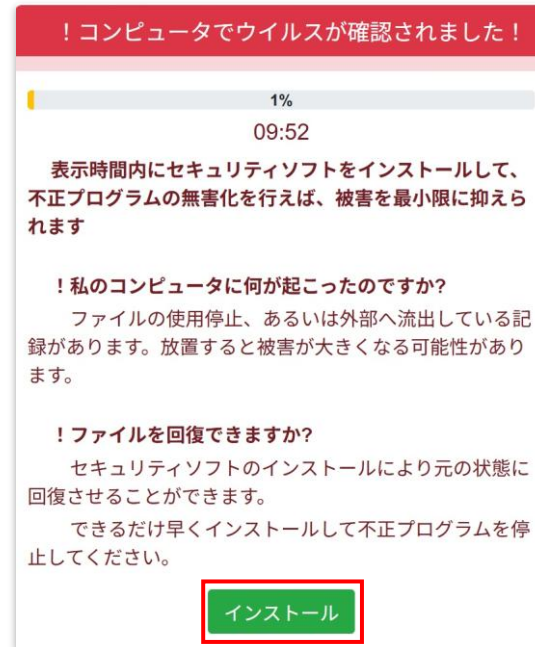 ！コンピュータでウイルスが確認されました！
1%
09:52
表示時間内にセキュリティソフトをインストールして、
不正プログラムの無害化を行えば、被害を最小限に抑えら
れます
！私のコンピュータに何が起こったのですか?
ファイルの使用停止、あるいは外部へ流出している記
録があります。放置すると被害が大きくなる可能性があり
ます。
！ファイルを回復できますか?
セキュリティソフトのインストールにより元の状態に
回復させることができます。
できるだけ早くインストールして不正プログラムを停
止してください。
インストール